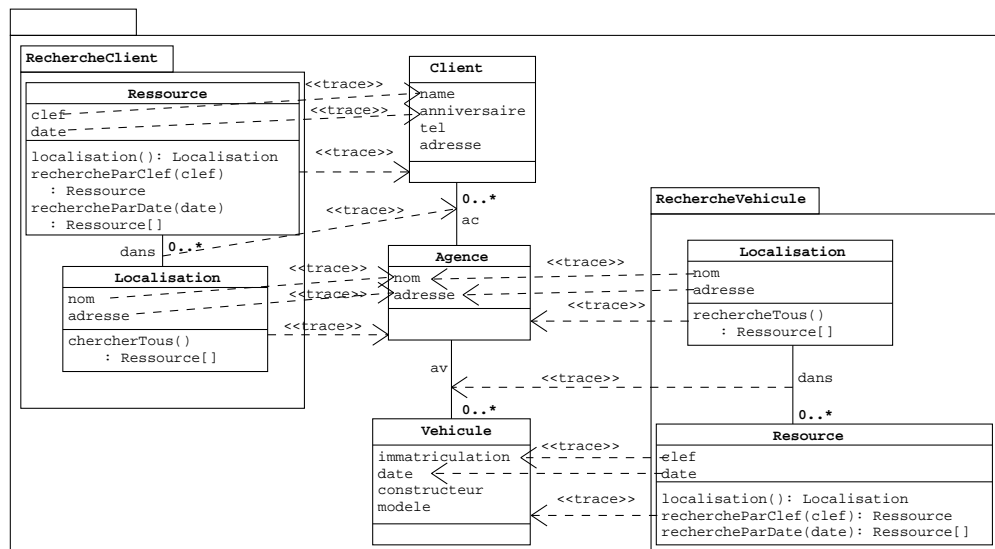 RechercheClient
Ressource
clef
date
localisation(): Localisation
rechercheParClef(clef)
: Ressource
rechercheParDate(date)
: Ressource[]
dans
0..*
Localisation
nom
adresse
chercherTous()
: Ressource[]
<<trace>>
<<trace>>
<<trace>>
<<trace>>
<<trace>>
<<trace>>
<<trace>>
Client
name
anniversaire
tel
adresse
0..*
ac
Agence
nom
adresse
av
0..*
Vehicule
immatriculation
date
constructeur
modele
<<trace>>
<<trace>>
<<trace>>
<<trace>>
<<trace>>
RechercheVehicule
Localisation
nom
adresse
rechercheTous()
: Ressource[]
dans
0..*
Resource
clef
date
localisation(): Localisation
rechercheParClef(clef): Ressource
rechercheParDate(date): Ressource[]